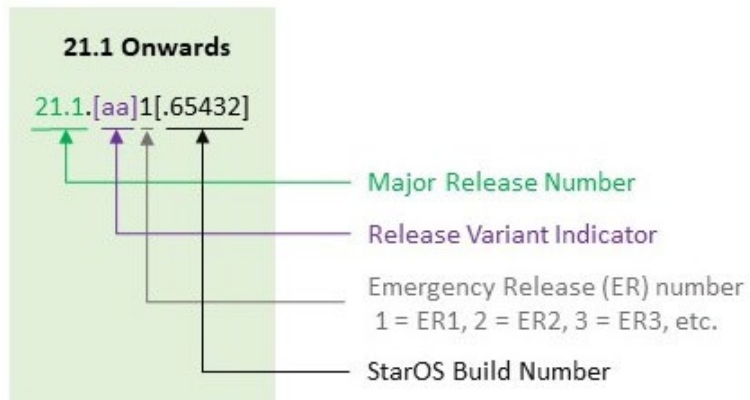 21.1 Onwards
21.1.[aa]1[.65432]
Major Release Number
Release Variant Indicator
Emergency Release (ER) number
1 = ER1, 2 = ER2, 3 = ER3, etc.
StarOS Build Number